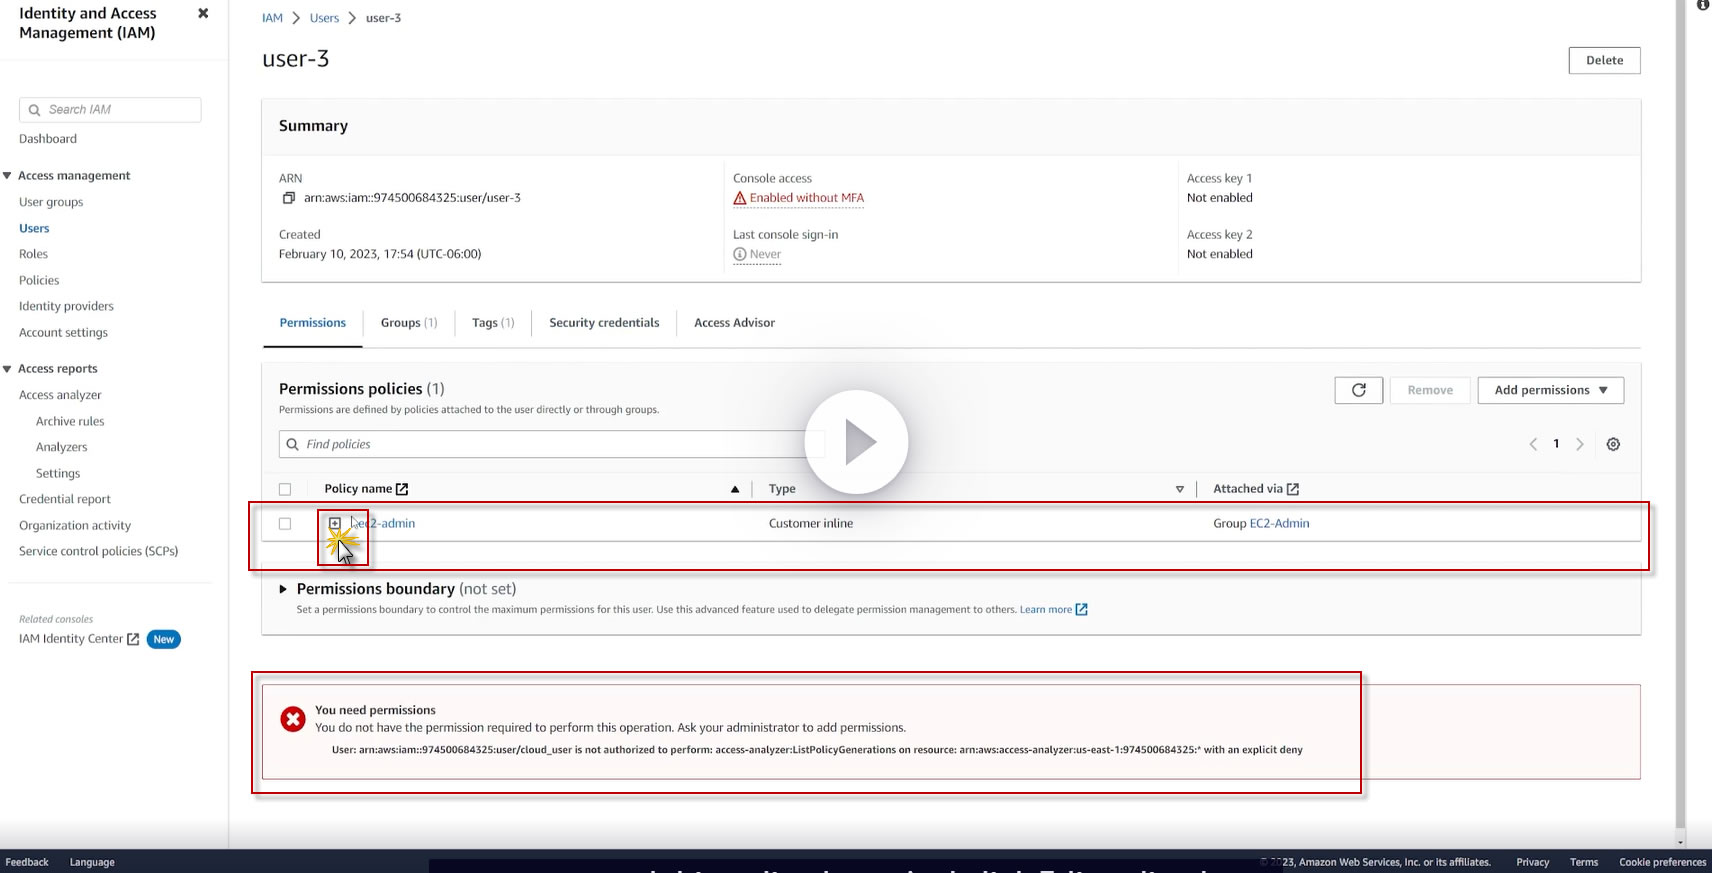 Identity and Access
Management (IAM)
Search IAM
Dashboard
Access management
User groups
Users
Roles
Policies
Identity providers
Account settings
Access reports
Access analyzer
Archive rules
Analyzers
Settings
Credential report
Organization activity
Service control policies (SCPs)
Related consoles
IAM Identity Center New
IAM > Users > user-3
user-3
Delete
Summary
ARN
arn:aws:iam::974500684325:user/user-3
Created
February 10, 2023, 17:54 (UTC-06:00)
Console access
Enabled without MFA
Last console sign-in
Never
Access key 1
Not enabled
Access key 2
Not enabled
Permissions Groups (1) Tags (1) Security credentials Access Advisor
Permissions policies (1)
Permissions are defined by policies attached to the user directly or through groups.
Remove Add permissions
Find policies
1
Policy name Type Attached via
ec2-admin Customer inline Group EC2-Admin
Permissions boundary (not set)
Set a permissions boundary to control the maximum permissions for this user. Use this advanced feature used to delegate permission management to others. Learn more
You need permissions
You do not have the permission required to perform this operation. Ask your administrator to add permissions.
User: arn:aws:iam::974500684325:user/cloud_user is not authorized to perform: access-analyzer:ListPolicyGenerations on resource: arn:aws:access-analyzer:us-east-1:974500684325:* with an explicit deny
Feedback Language
© 2023, Amazon Web Services, Inc. or its affiliates. Privacy Terms Cookie preferences